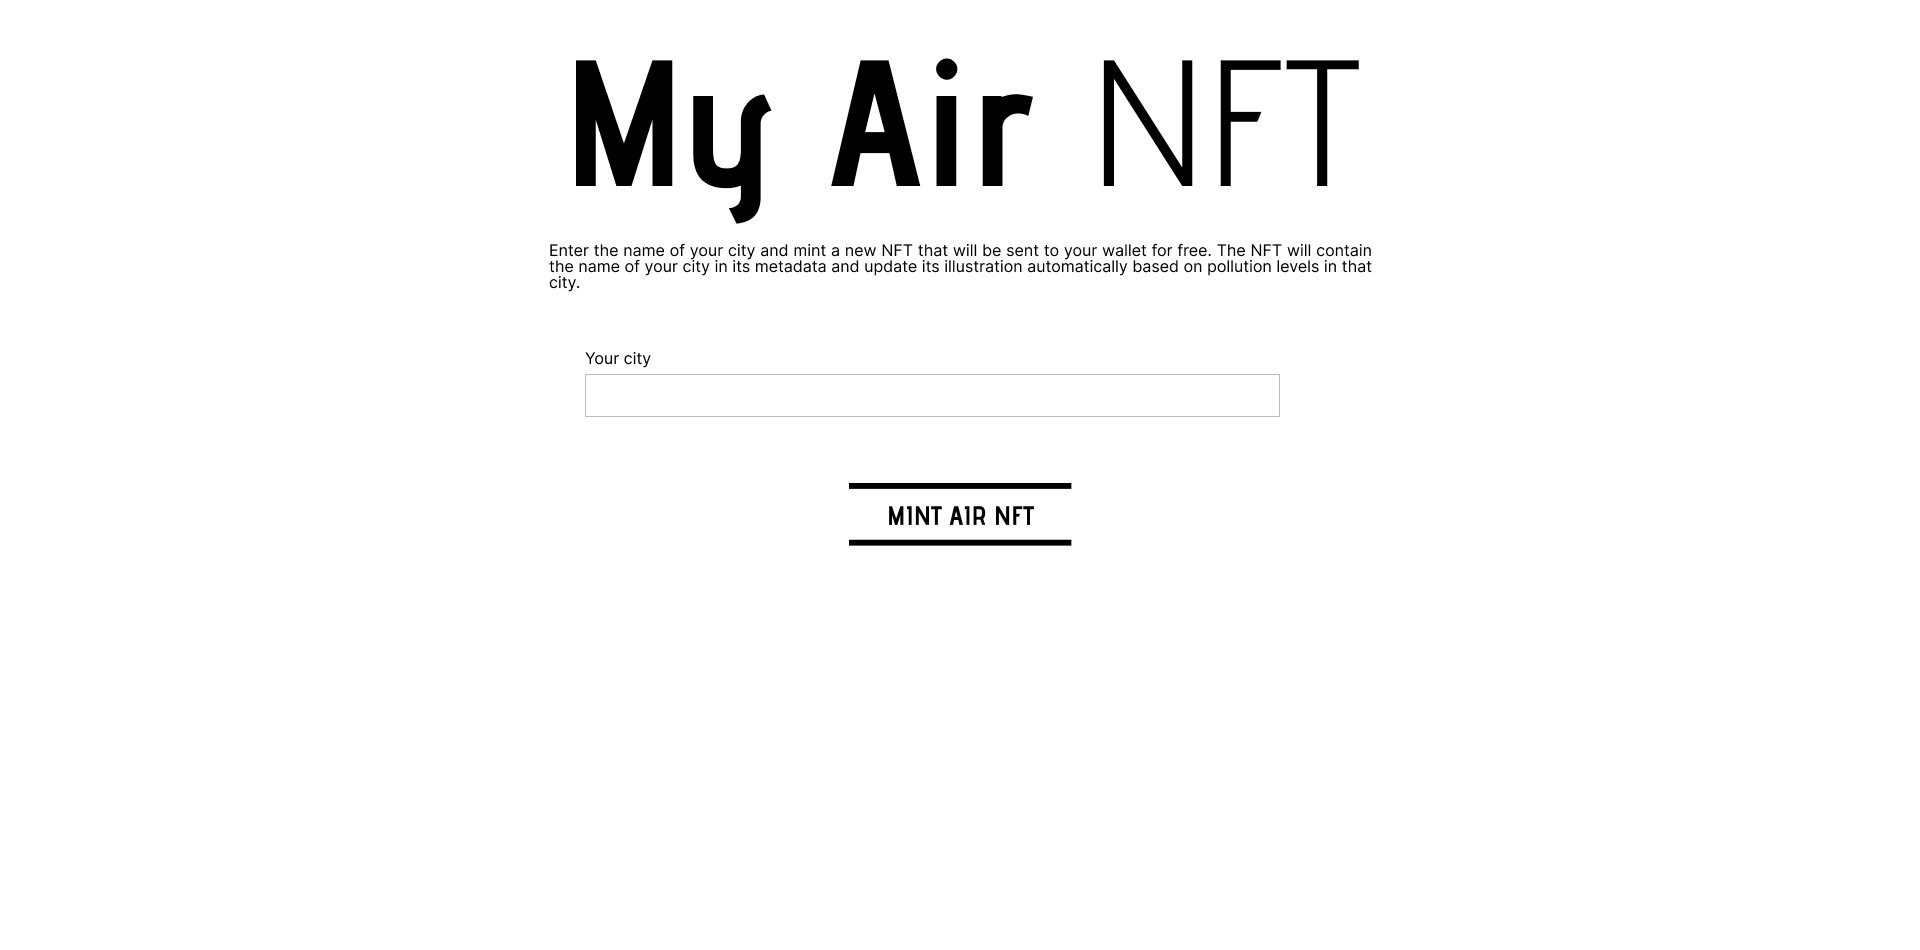 My Air NFT
Enter the name of your city and mint a new NFT that will be sent to your wallet for free. The NFT will contain
the name of your city in its metadata and update its illustration automatically based on pollution levels in that
city.
Your city
MINT AIR NFT